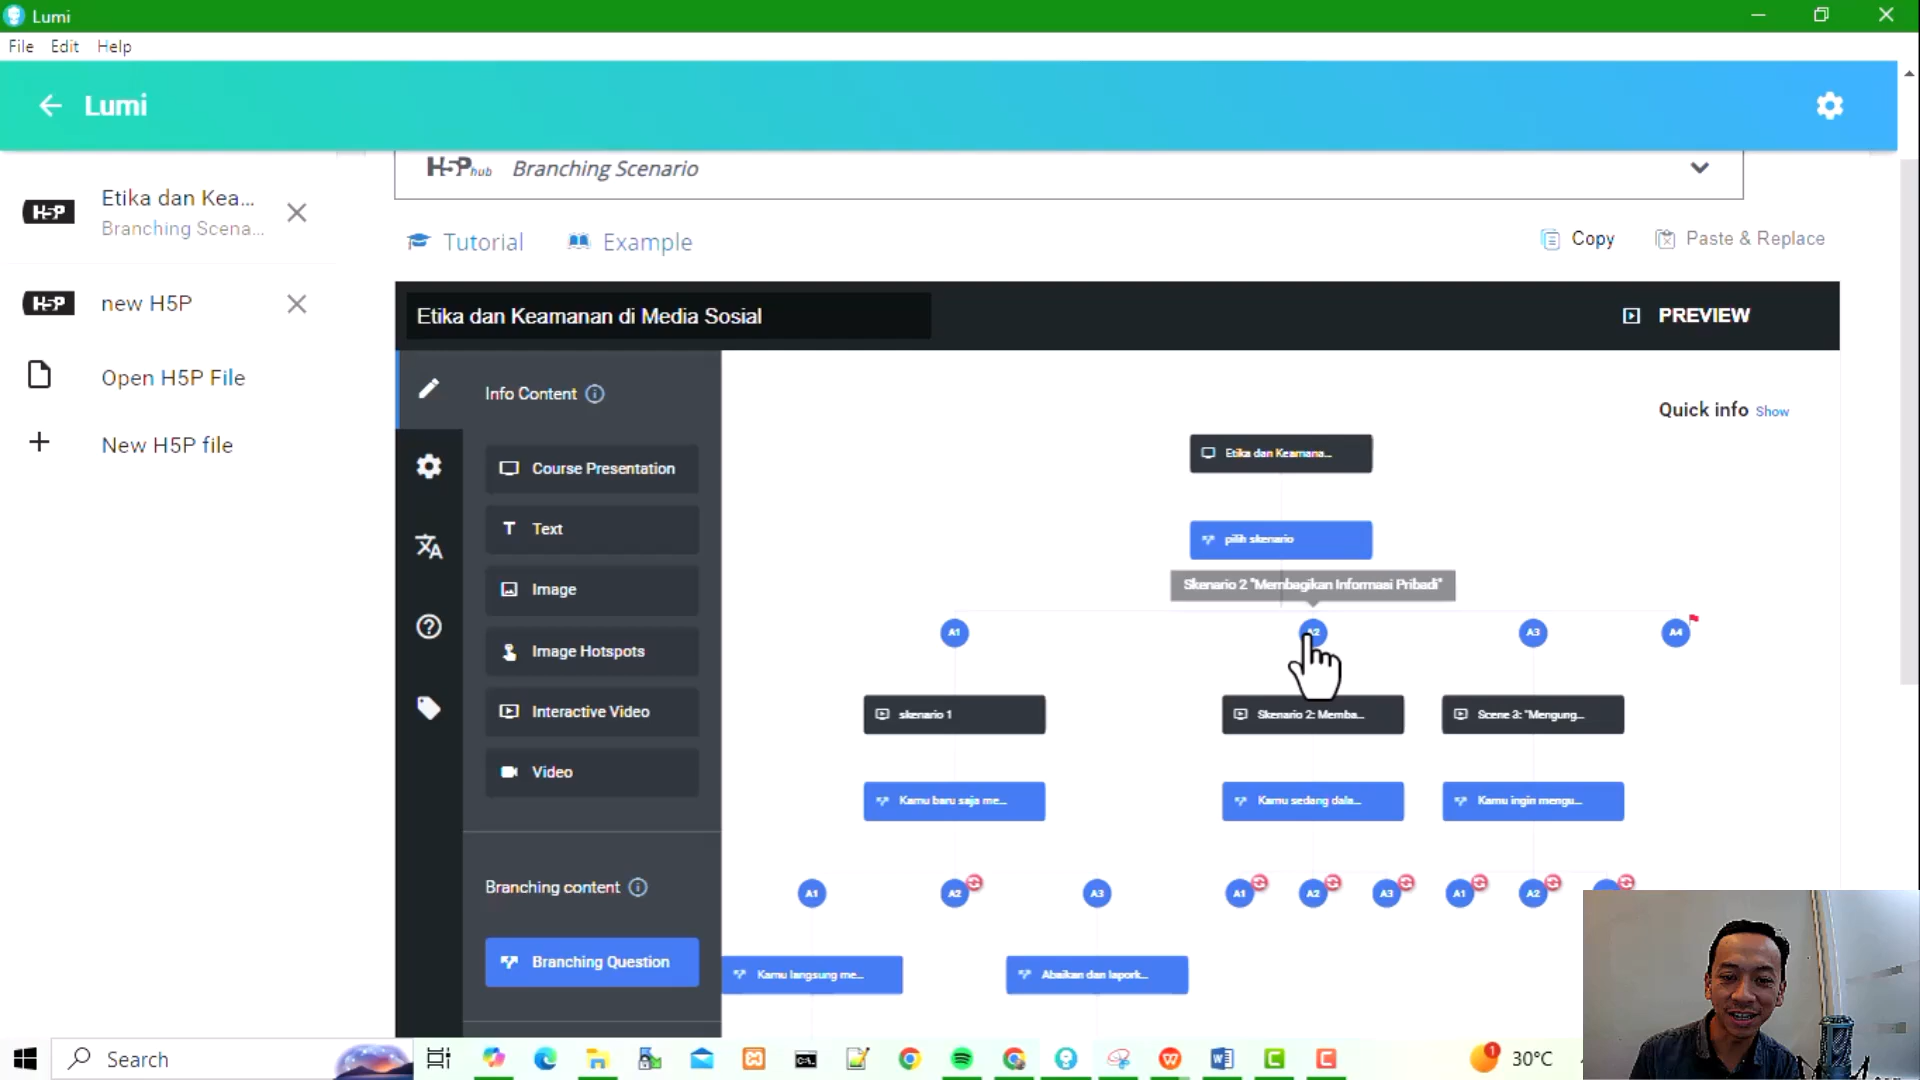 Lumi
File Edit Help
Lumi
H5P hub Branching Scenario
H5P Etika dan Kea...
Branching Scena...
Tutorial Example
Copy Paste & Replace
H5P new H5P
Open H5P File
New H5P file
Etika dan Keamanan di Media Sosial
PREVIEW
Info Content
Quick info Show
Course Presentation
Text
Image
Image Hotspots
Interactive Video
Video
Branching content
Branching Question
Etika dan Keamana...
pilih skenario
Skenario 2 "Membagikan Informasi Pribadi"
A1 A2 A3 A4
skenario 1 Skenario 2: Memba... Scene 3: "Mengung...
Kamu baru saja me... Kamu sedang dala... Kamu ingin mengu...
A1 A2 A3 A1 A2 A3 A1 A2
Kamu langsung me... Abaikan dan lapork...
Search
1 30°C